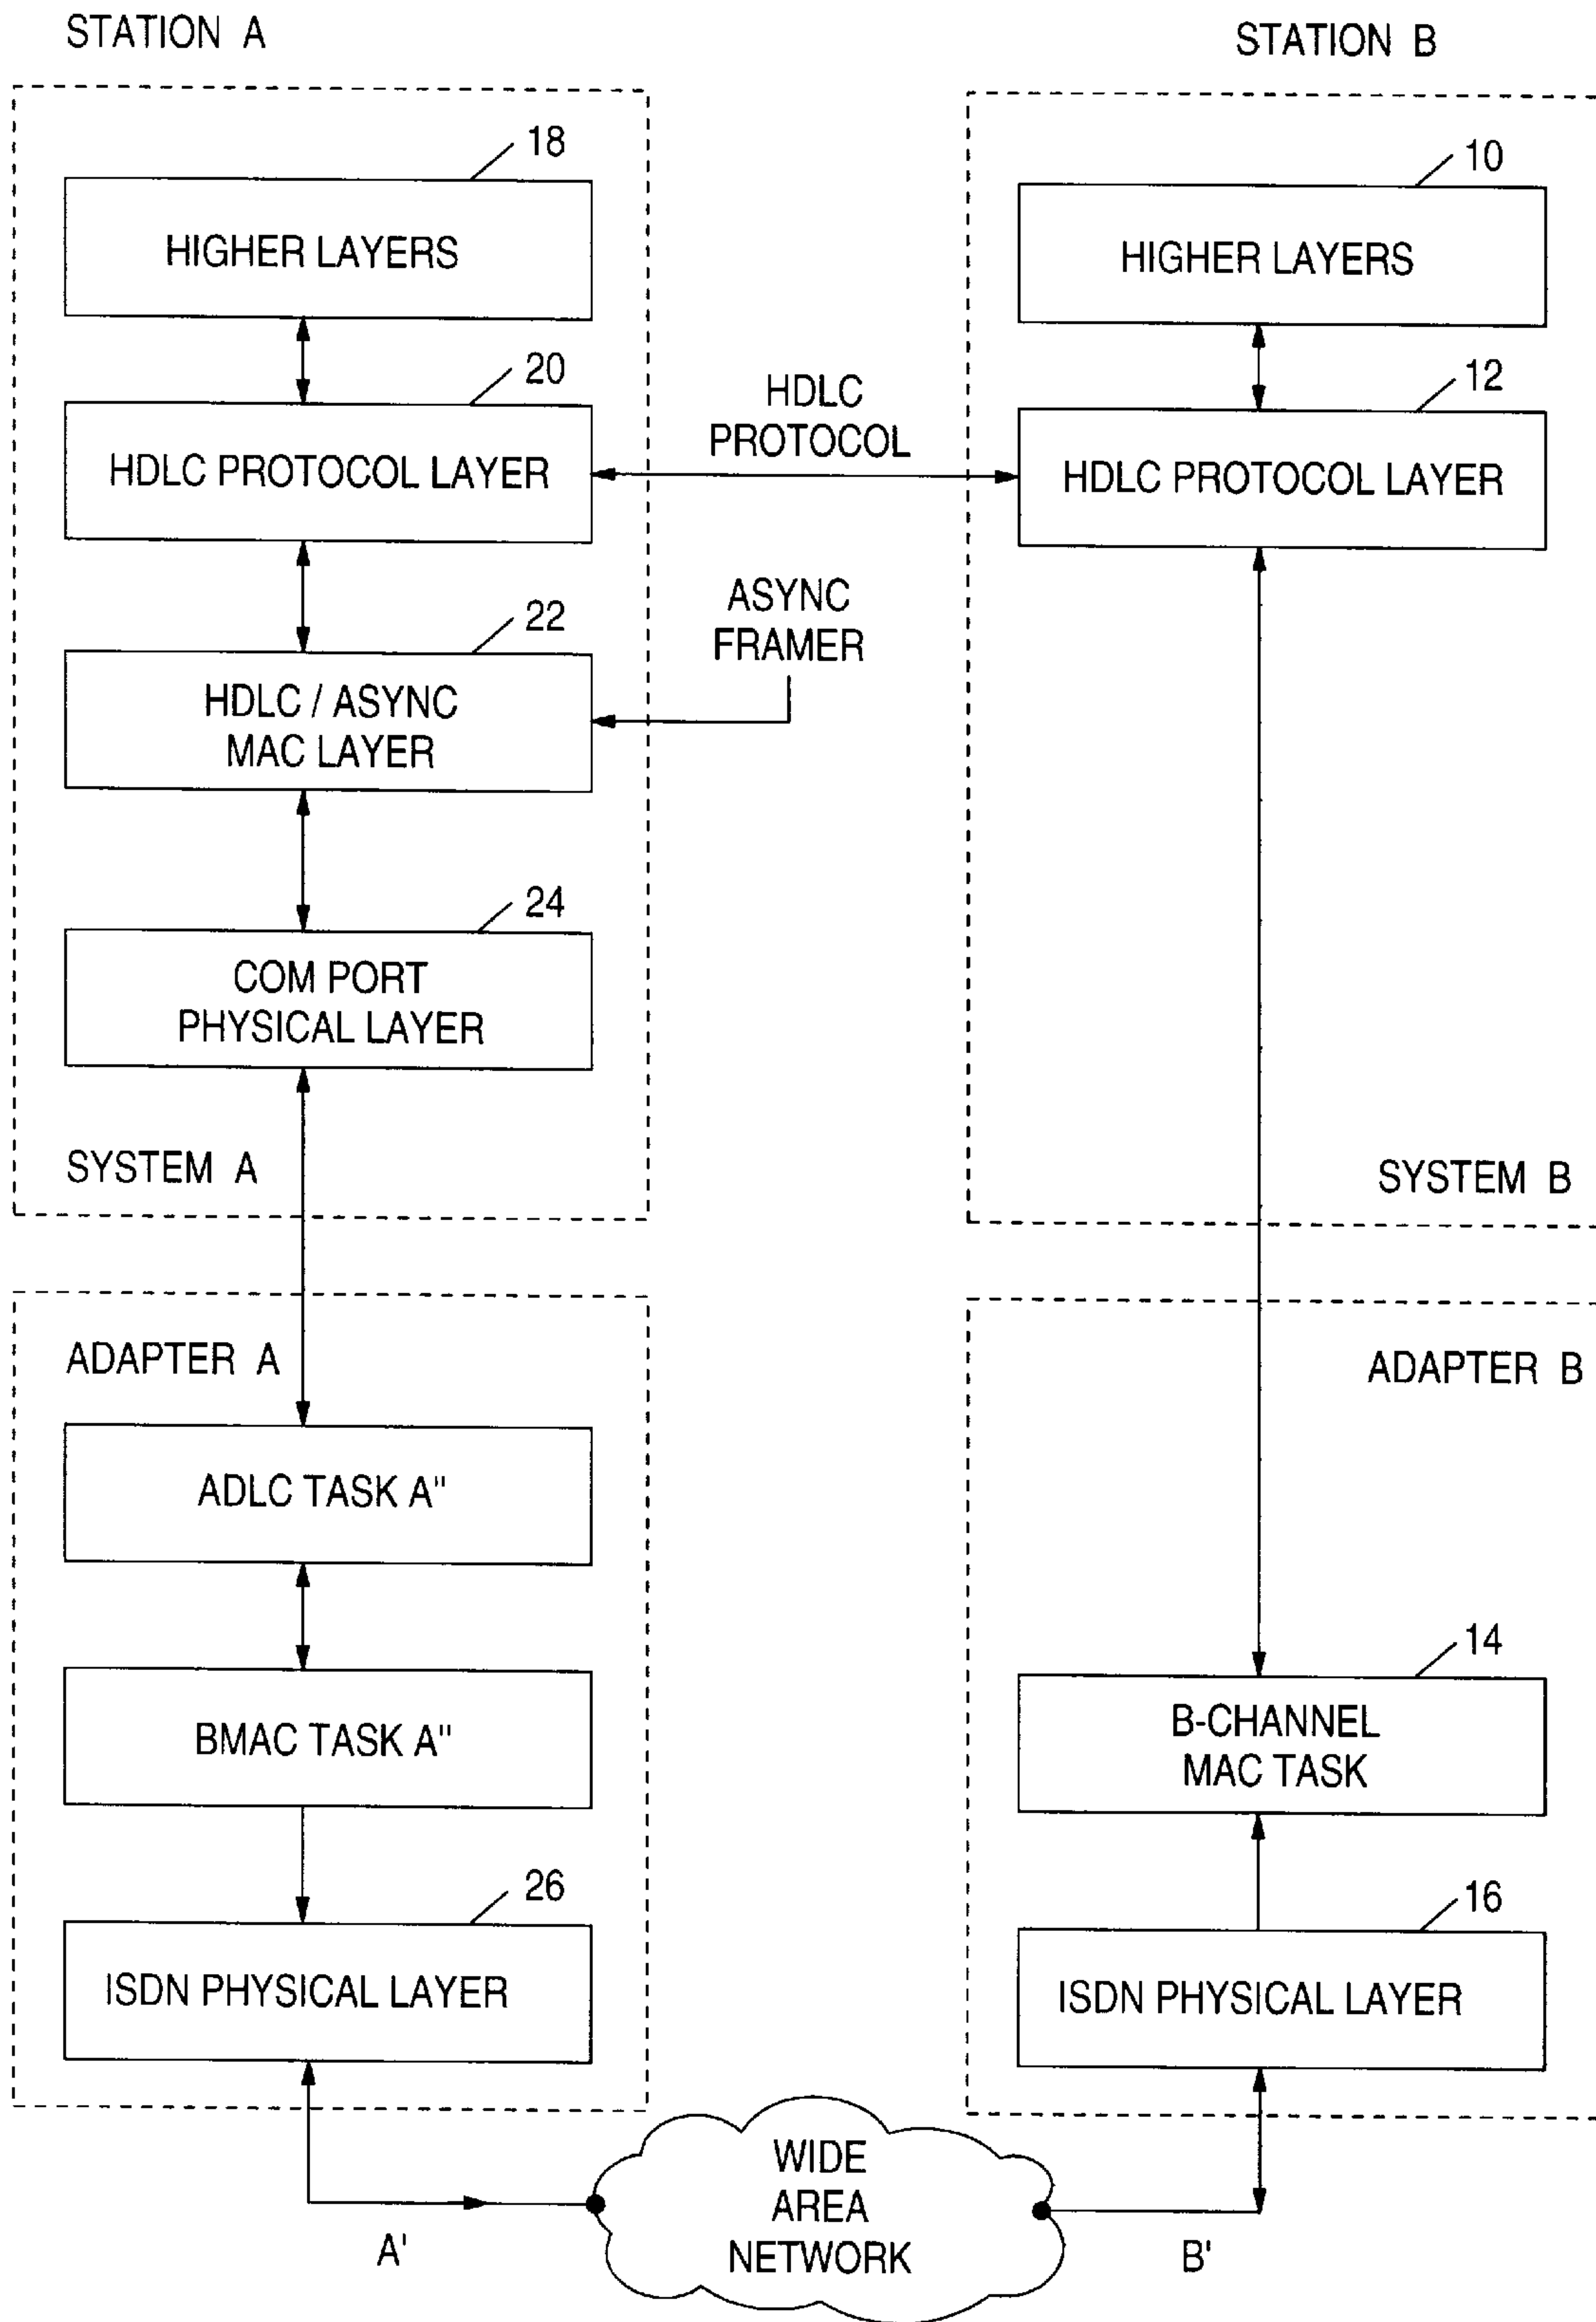 STATION A
STATION B
18
HIGHER LAYERS
10
HIGHER LAYERS
20
HDLC PROTOCOL LAYER
HDLC
PROTOCOL
12
HDLC PROTOCOL LAYER
22
HDLC / ASYNC
MAC LAYER
ASYNC
FRAMER
24
COM PORT
PHYSICAL LAYER
SYSTEM A
SYSTEM B
ADAPTER A
ADAPTER B
ADLC TASK A"
BMAC TASK A"
14
B-CHANNEL
MAC TASK
26
ISDN PHYSICAL LAYER
16
ISDN PHYSICAL LAYER
WIDE
AREA
NETWORK
A'
B'